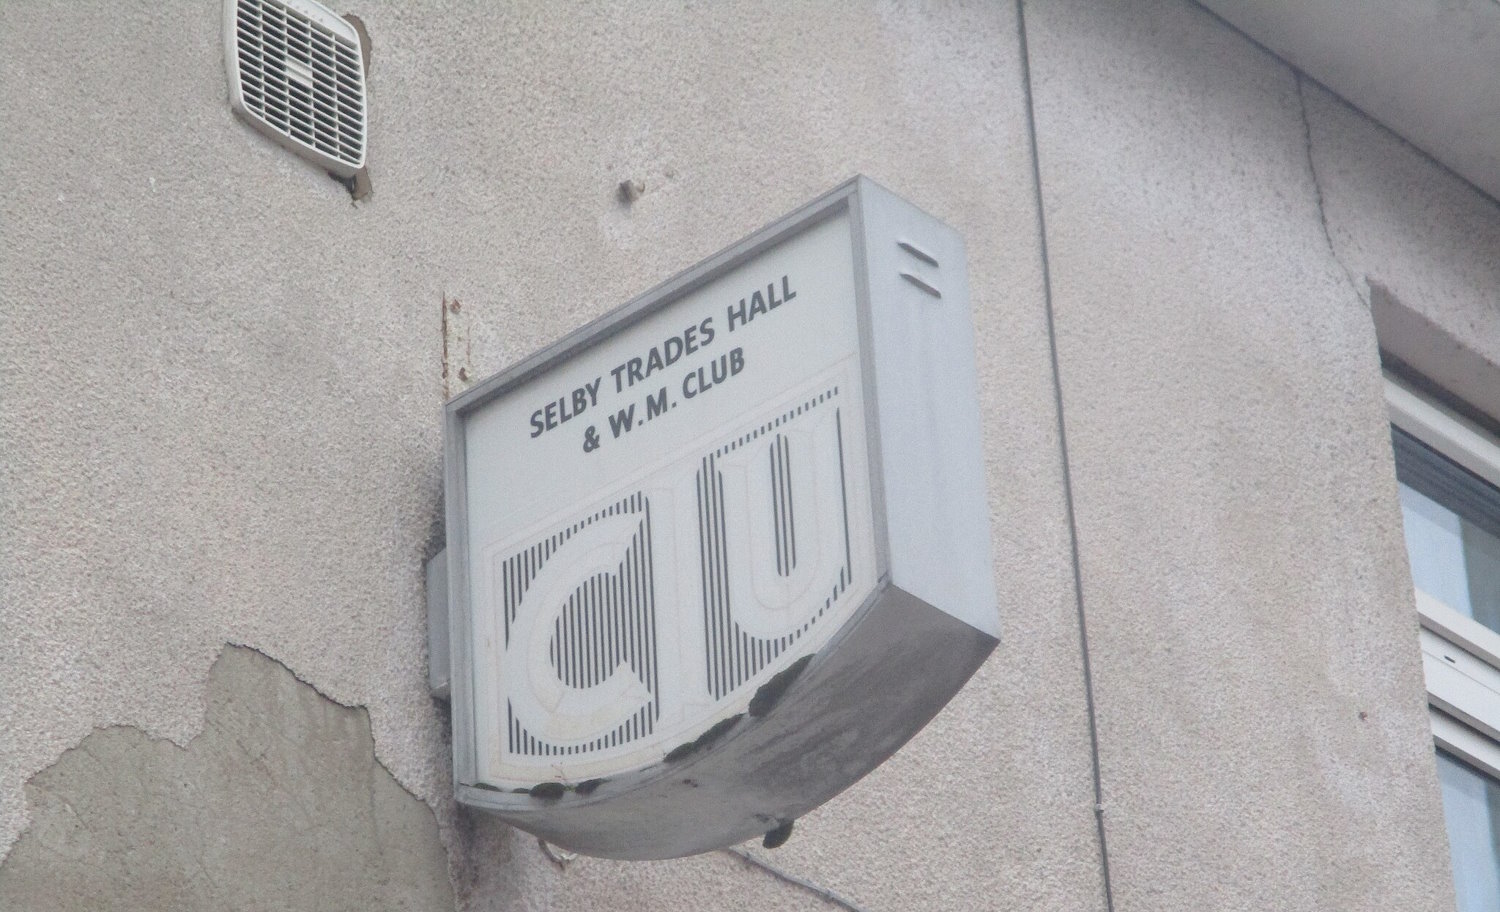 SELBY TRADES HALL
& W.M. CLUB
CIU